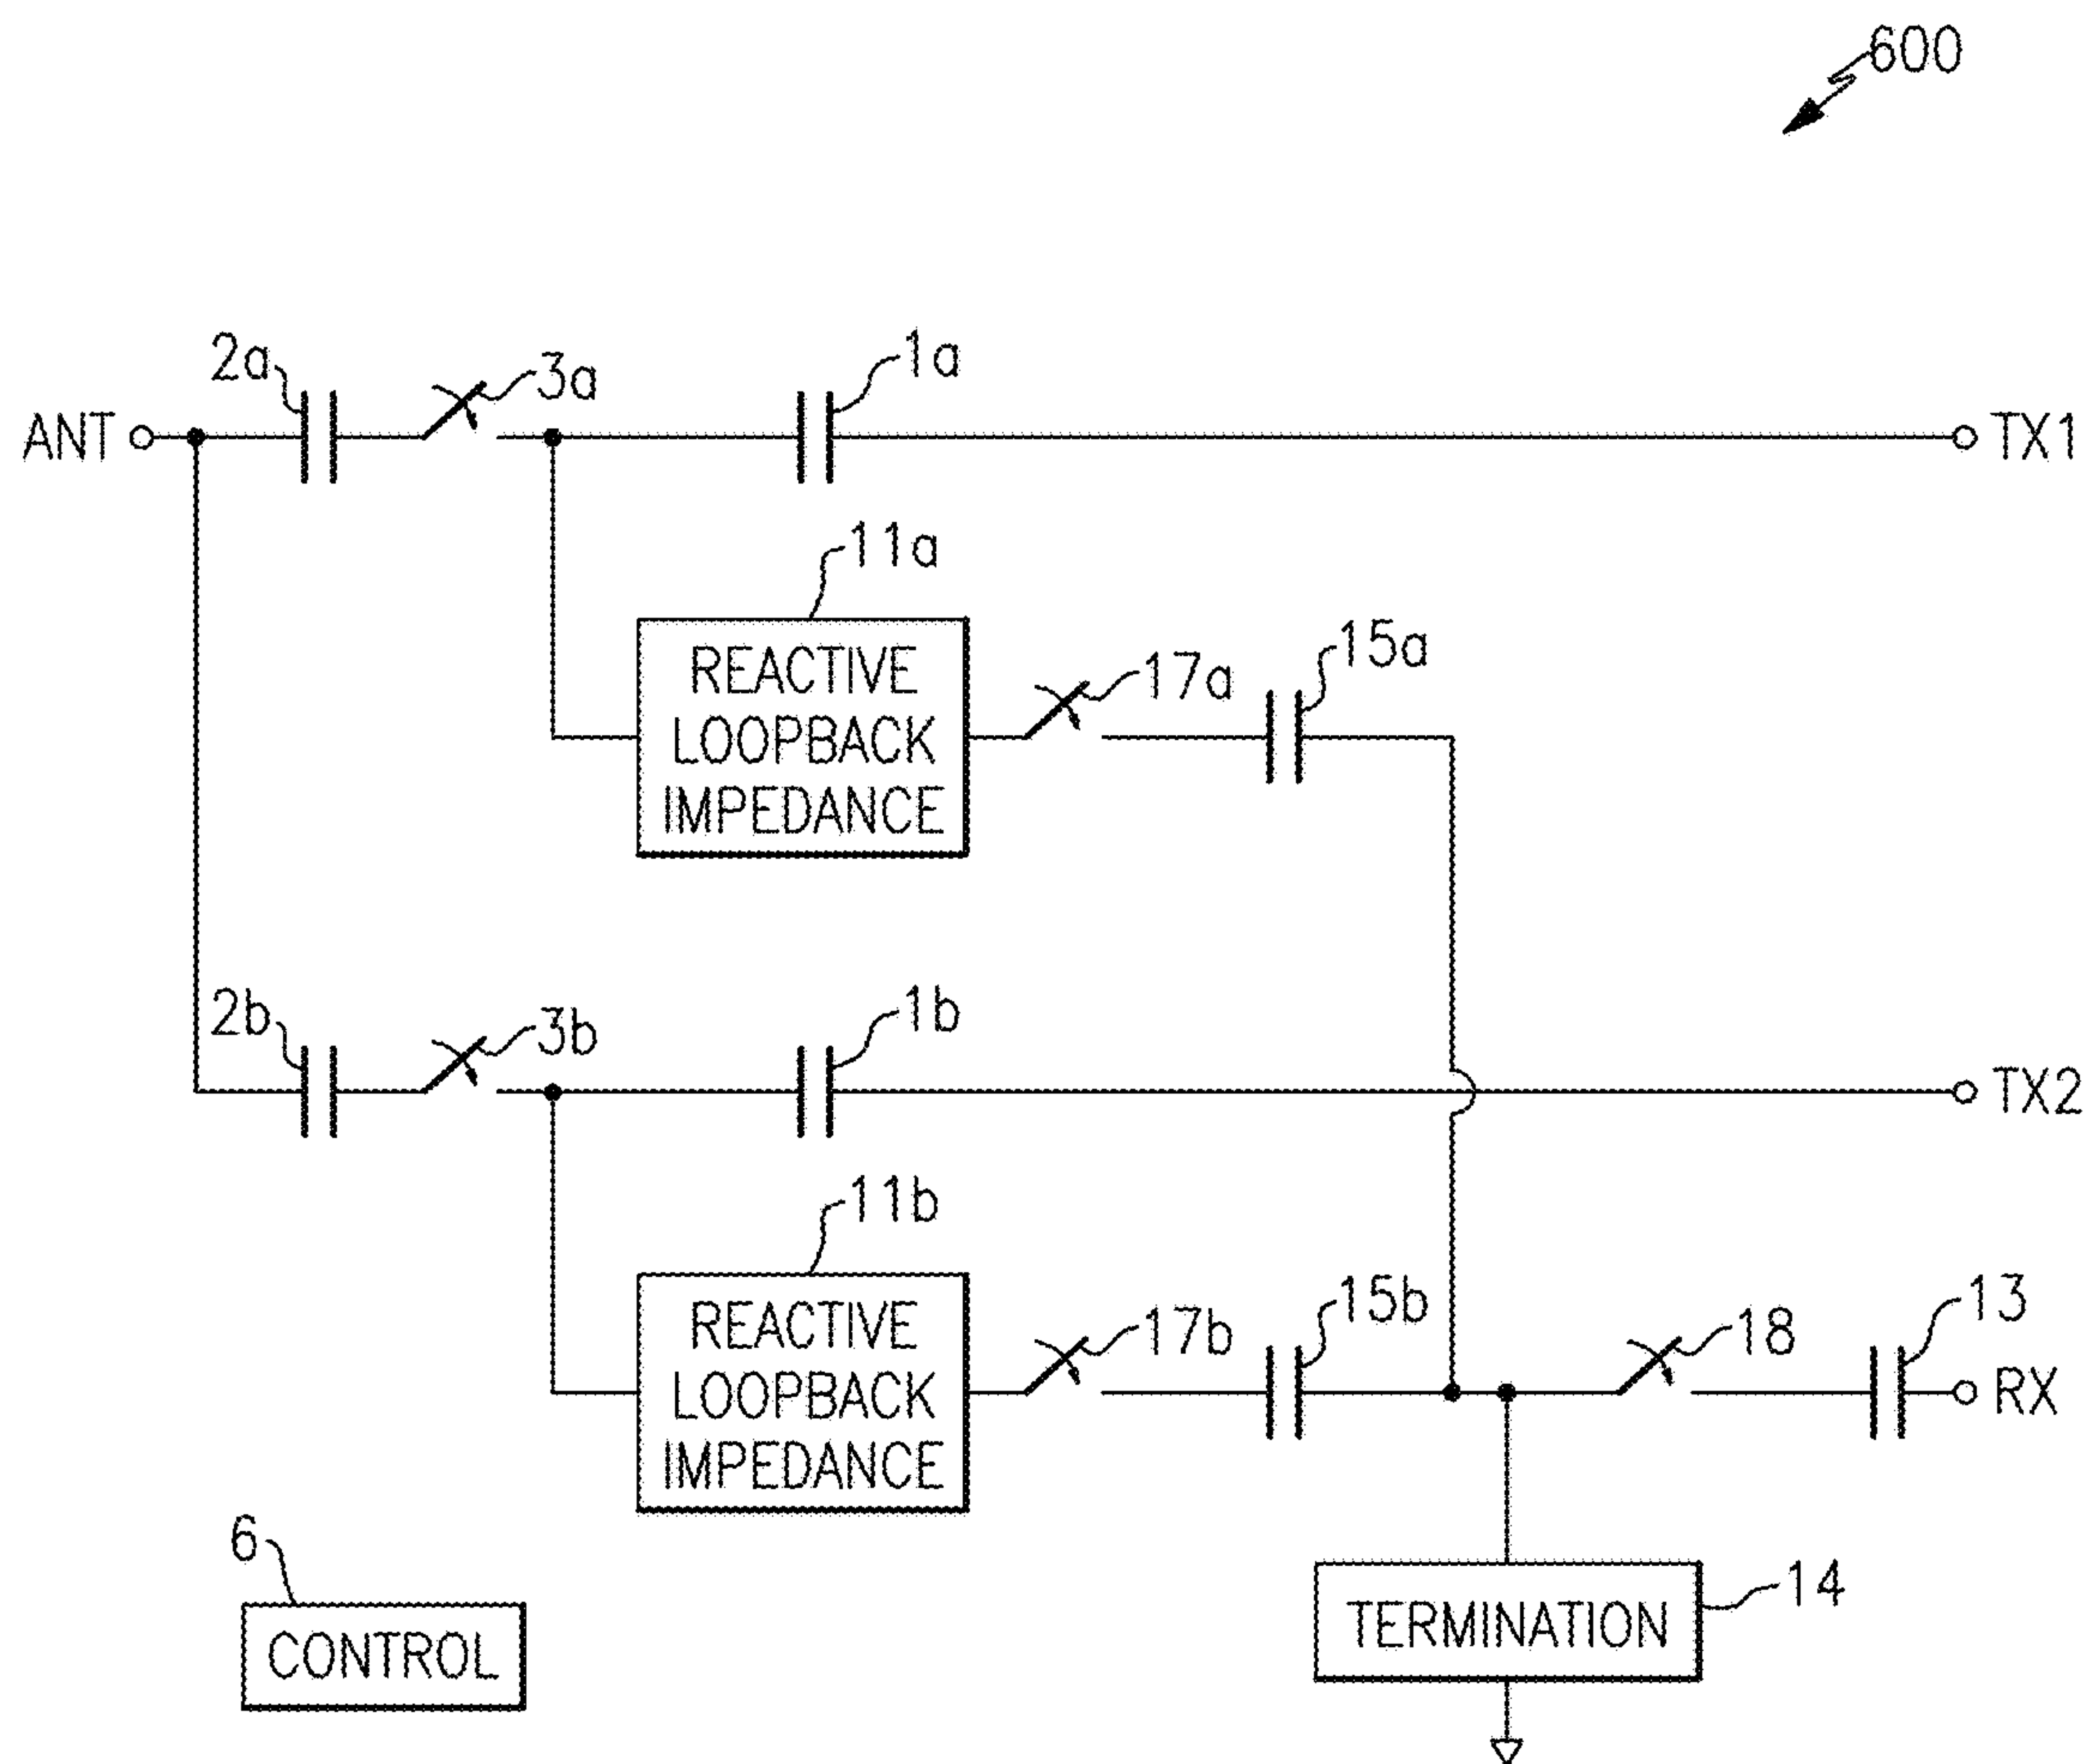 600
2a
3a
1a
ANT
TX1
11a
REACTIVE
LOOPBACK
IMPEDANCE
17a
15a
2b
3b
1b
TX2
11b
REACTIVE
LOOPBACK
IMPEDANCE
17b
15b
18
13
RX
6
CONTROL
TERMINATION
14